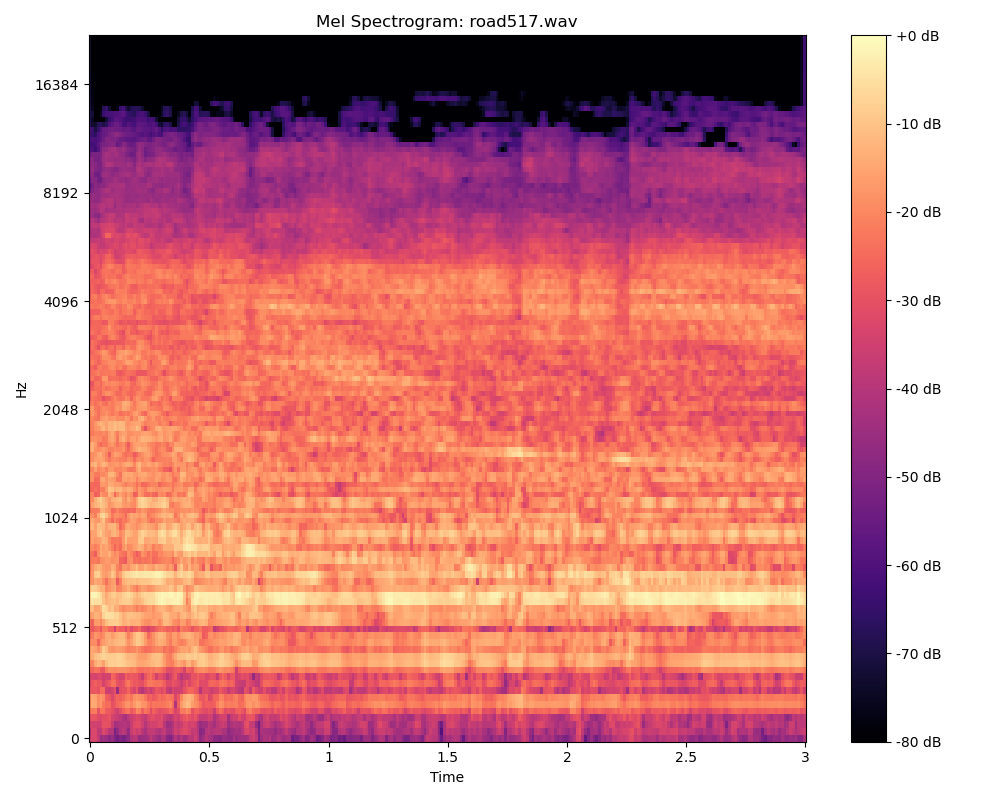 Mel Spectrogram: road517.wav
+0 dB
16384
-10 dB
8192
-20 dB
4096
-30 dB
Hz
2048
-40 dB
-50 dB
1024
-60 dB
512
-70 dB
0
-80 dB
0 0.5 1 1.5 2 2.5 3
Time